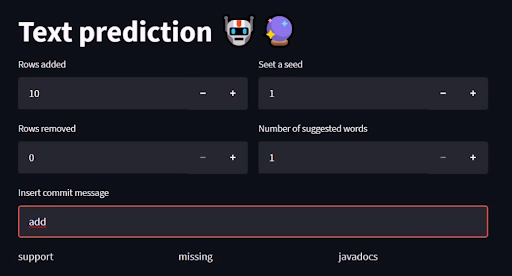 Text prediction 🤖 🔮
Rows added Seet a seed
10 − + 1 − +
Rows removed Number of suggested words
0 − + 1 − +
Insert commit message
add
support missing javadocs